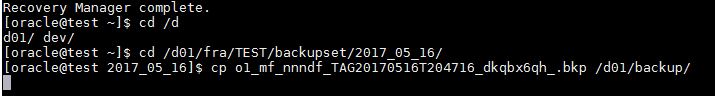 Recovery Manager complete.
[oracle@test ~]$ cd /d
d01/ dev/
[oracle@test ~]$ cd /d01/fra/TEST/backupset/2017_05_16/
[oracle@test 2017_05_16]$ cp o1_mf_nnndf_TAG20170516T204716_dkqbx6qh_.bkp /d01/backup/